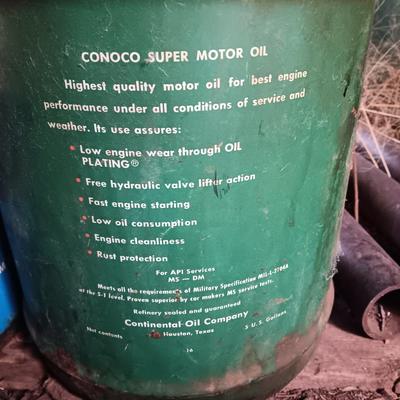 CONOCO SUPER MOTOR OIL
Highest quality motor oil for best engine
performance under all conditions of service and
weather. Its use assures:
• Low engine wear through OIL
PLATING®
• Free hydraulic valve lifter action
• Fast engine starting
• Low oil consumption
• Engine cleanliness
• Rust protection
For API Services
MS — DM
Meets all the requirements of Military Specification MIL-L-2104A
at the S-1 level. Proven superior by car makers MS service tests.
Refinery sealed and guaranteed
Continental Oil Company
Net contents Houston, Texas 5 U.S. Gallons
16